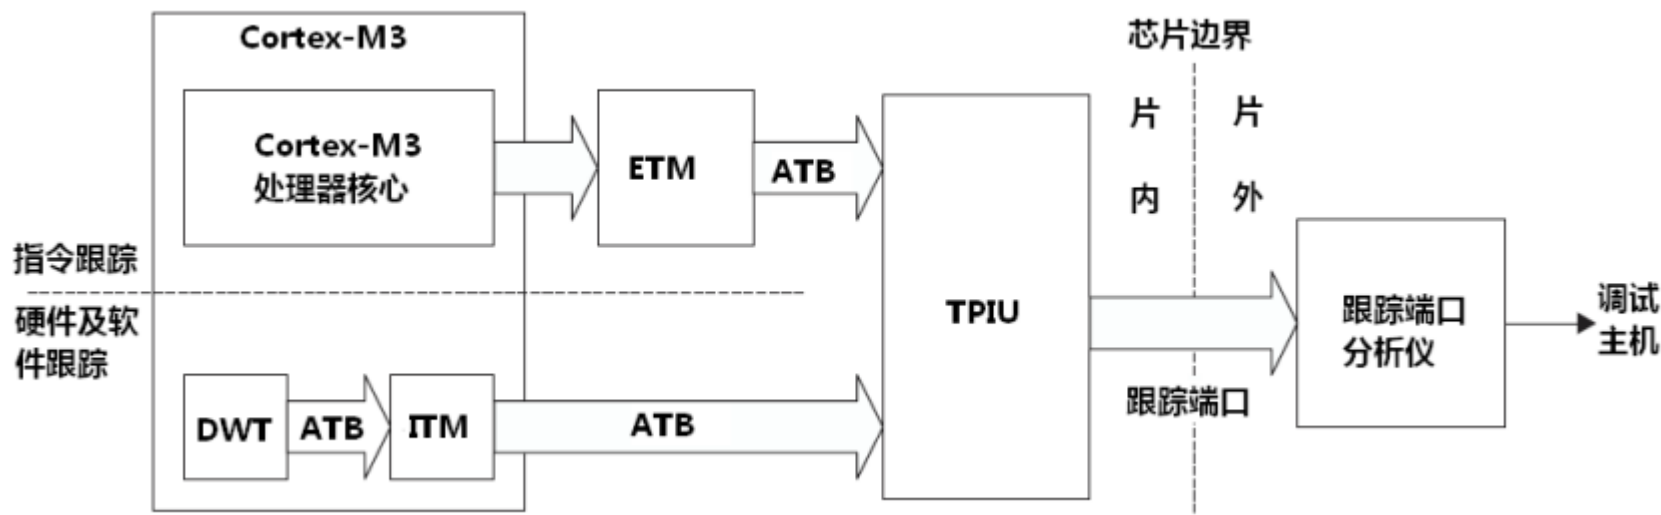 Cortex-M3
Cortex-M3
处理器核心
ETM
ATB
芯片边界
片
内
片
外
指令跟踪
硬件及软
件跟踪
DWT
ATB
ITM
ATB
TPIU
跟踪端口
跟踪端口
分析仪
调试
主机